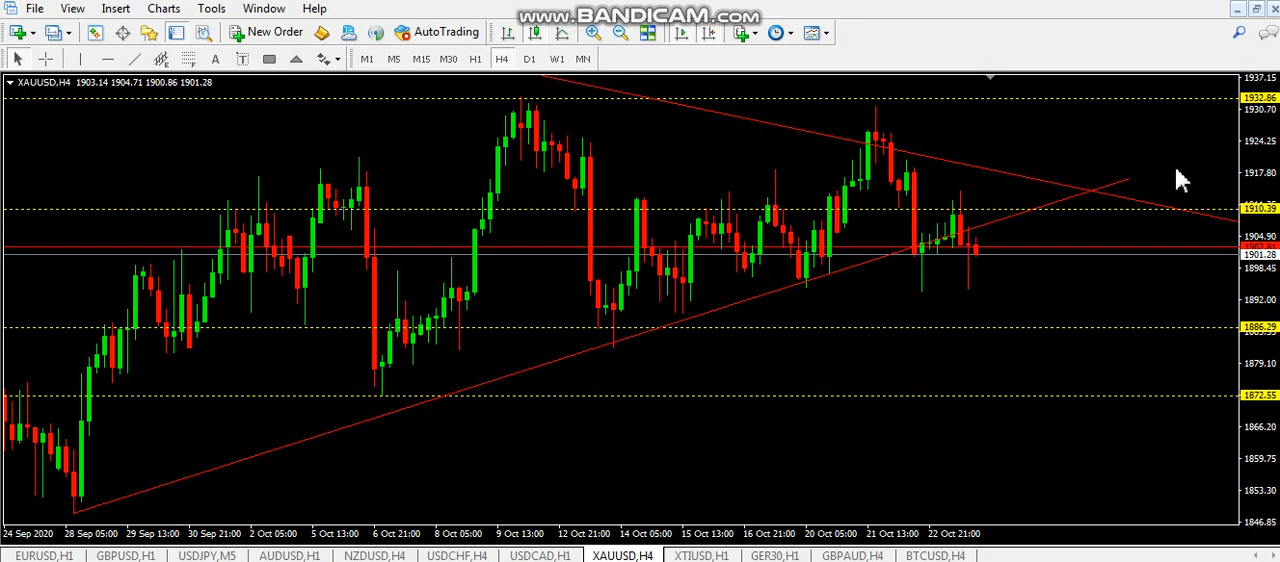 www.BANDICAM.com
File View Insert Charts Tools Window Help
New Order AutoTrading
A T M1 M5 M15 M30 H1 H4 D1 W1 MN
XAUUSD,H4 1903.14 1904.71 1900.86 1901.28
1937.15
1932.86
1930.70
1924.25
1917.80
1910.39
1904.90
1901.28
1898.45
1892.00
1886.29
1879.10
1872.55
1866.20
1859.75
1853.30
1846.85
24 Sep 2020 28 Sep 05:00 29 Sep 13:00 30 Sep 21:00 2 Oct 05:00 5 Oct 13:00 6 Oct 21:00 8 Oct 05:00 9 Oct 13:00 12 Oct 21:00 14 Oct 05:00 15 Oct 13:00 16 Oct 21:00 20 Oct 05:00 21 Oct 13:00 22 Oct 21:00
EURUSD,H1 GBPUSD,H1 USDJPY,M5 AUDUSD,H1 NZDUSD,H4 USDCHF,H4 USDCAD,H1 XAUUSD,H4 XTIUSD,H1 GER30,H1 GBPAUD,H4 BTCUSD,H4